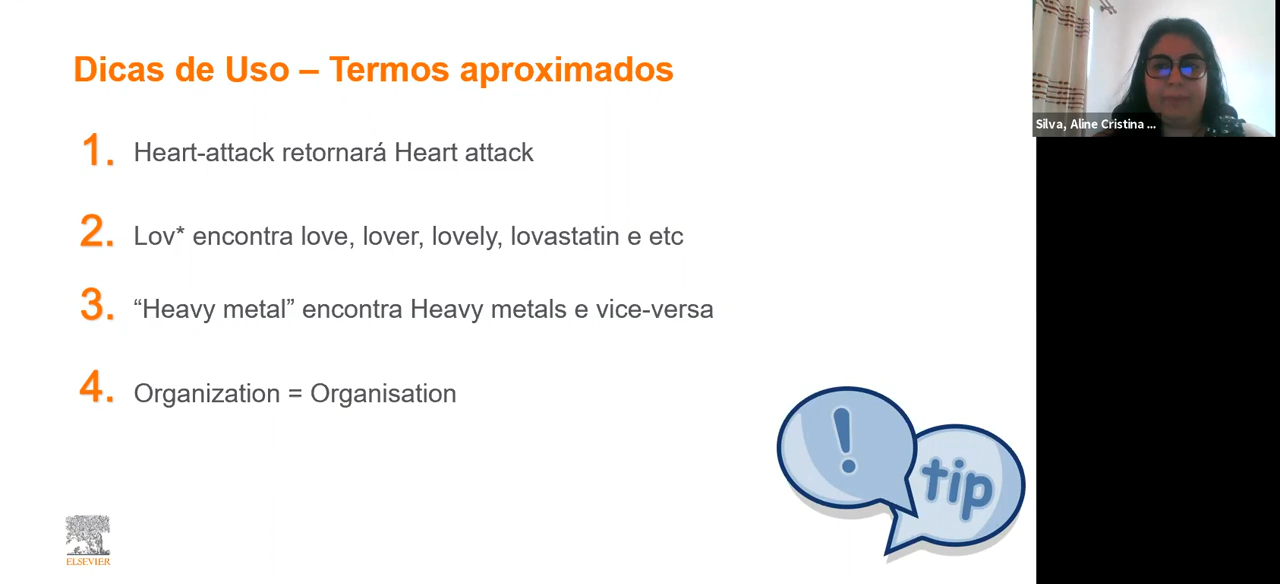 Dicas de Uso – Termos aproximados
Silva, Aline Cristina ...
1. Heart-attack retornará Heart attack
2. Lov* encontra love, lover, lovely, lovastatin e etc
3. “Heavy metal” encontra Heavy metals e vice-versa
4. Organization = Organisation
!
tip
ELSEVIER